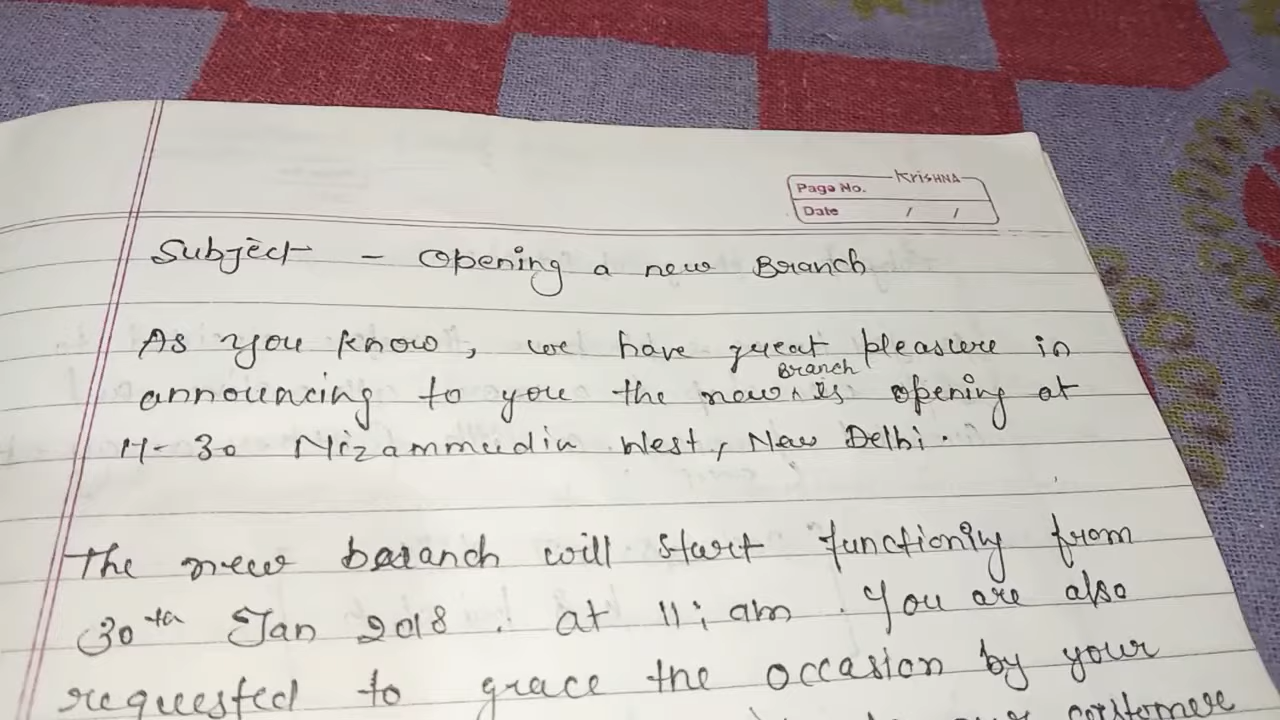 KRISHNA
Page No.
Date / /
Subject - Opening a new Branch
As you know, we have great pleasure in
Branch
announcing to you the new ^ is opening at
H-30 Nizammudin West, New Delhi.
The new branch will start functioning from
30th Jan 2018. at 11; am. You are also
requested to grace the occasion by your
customers